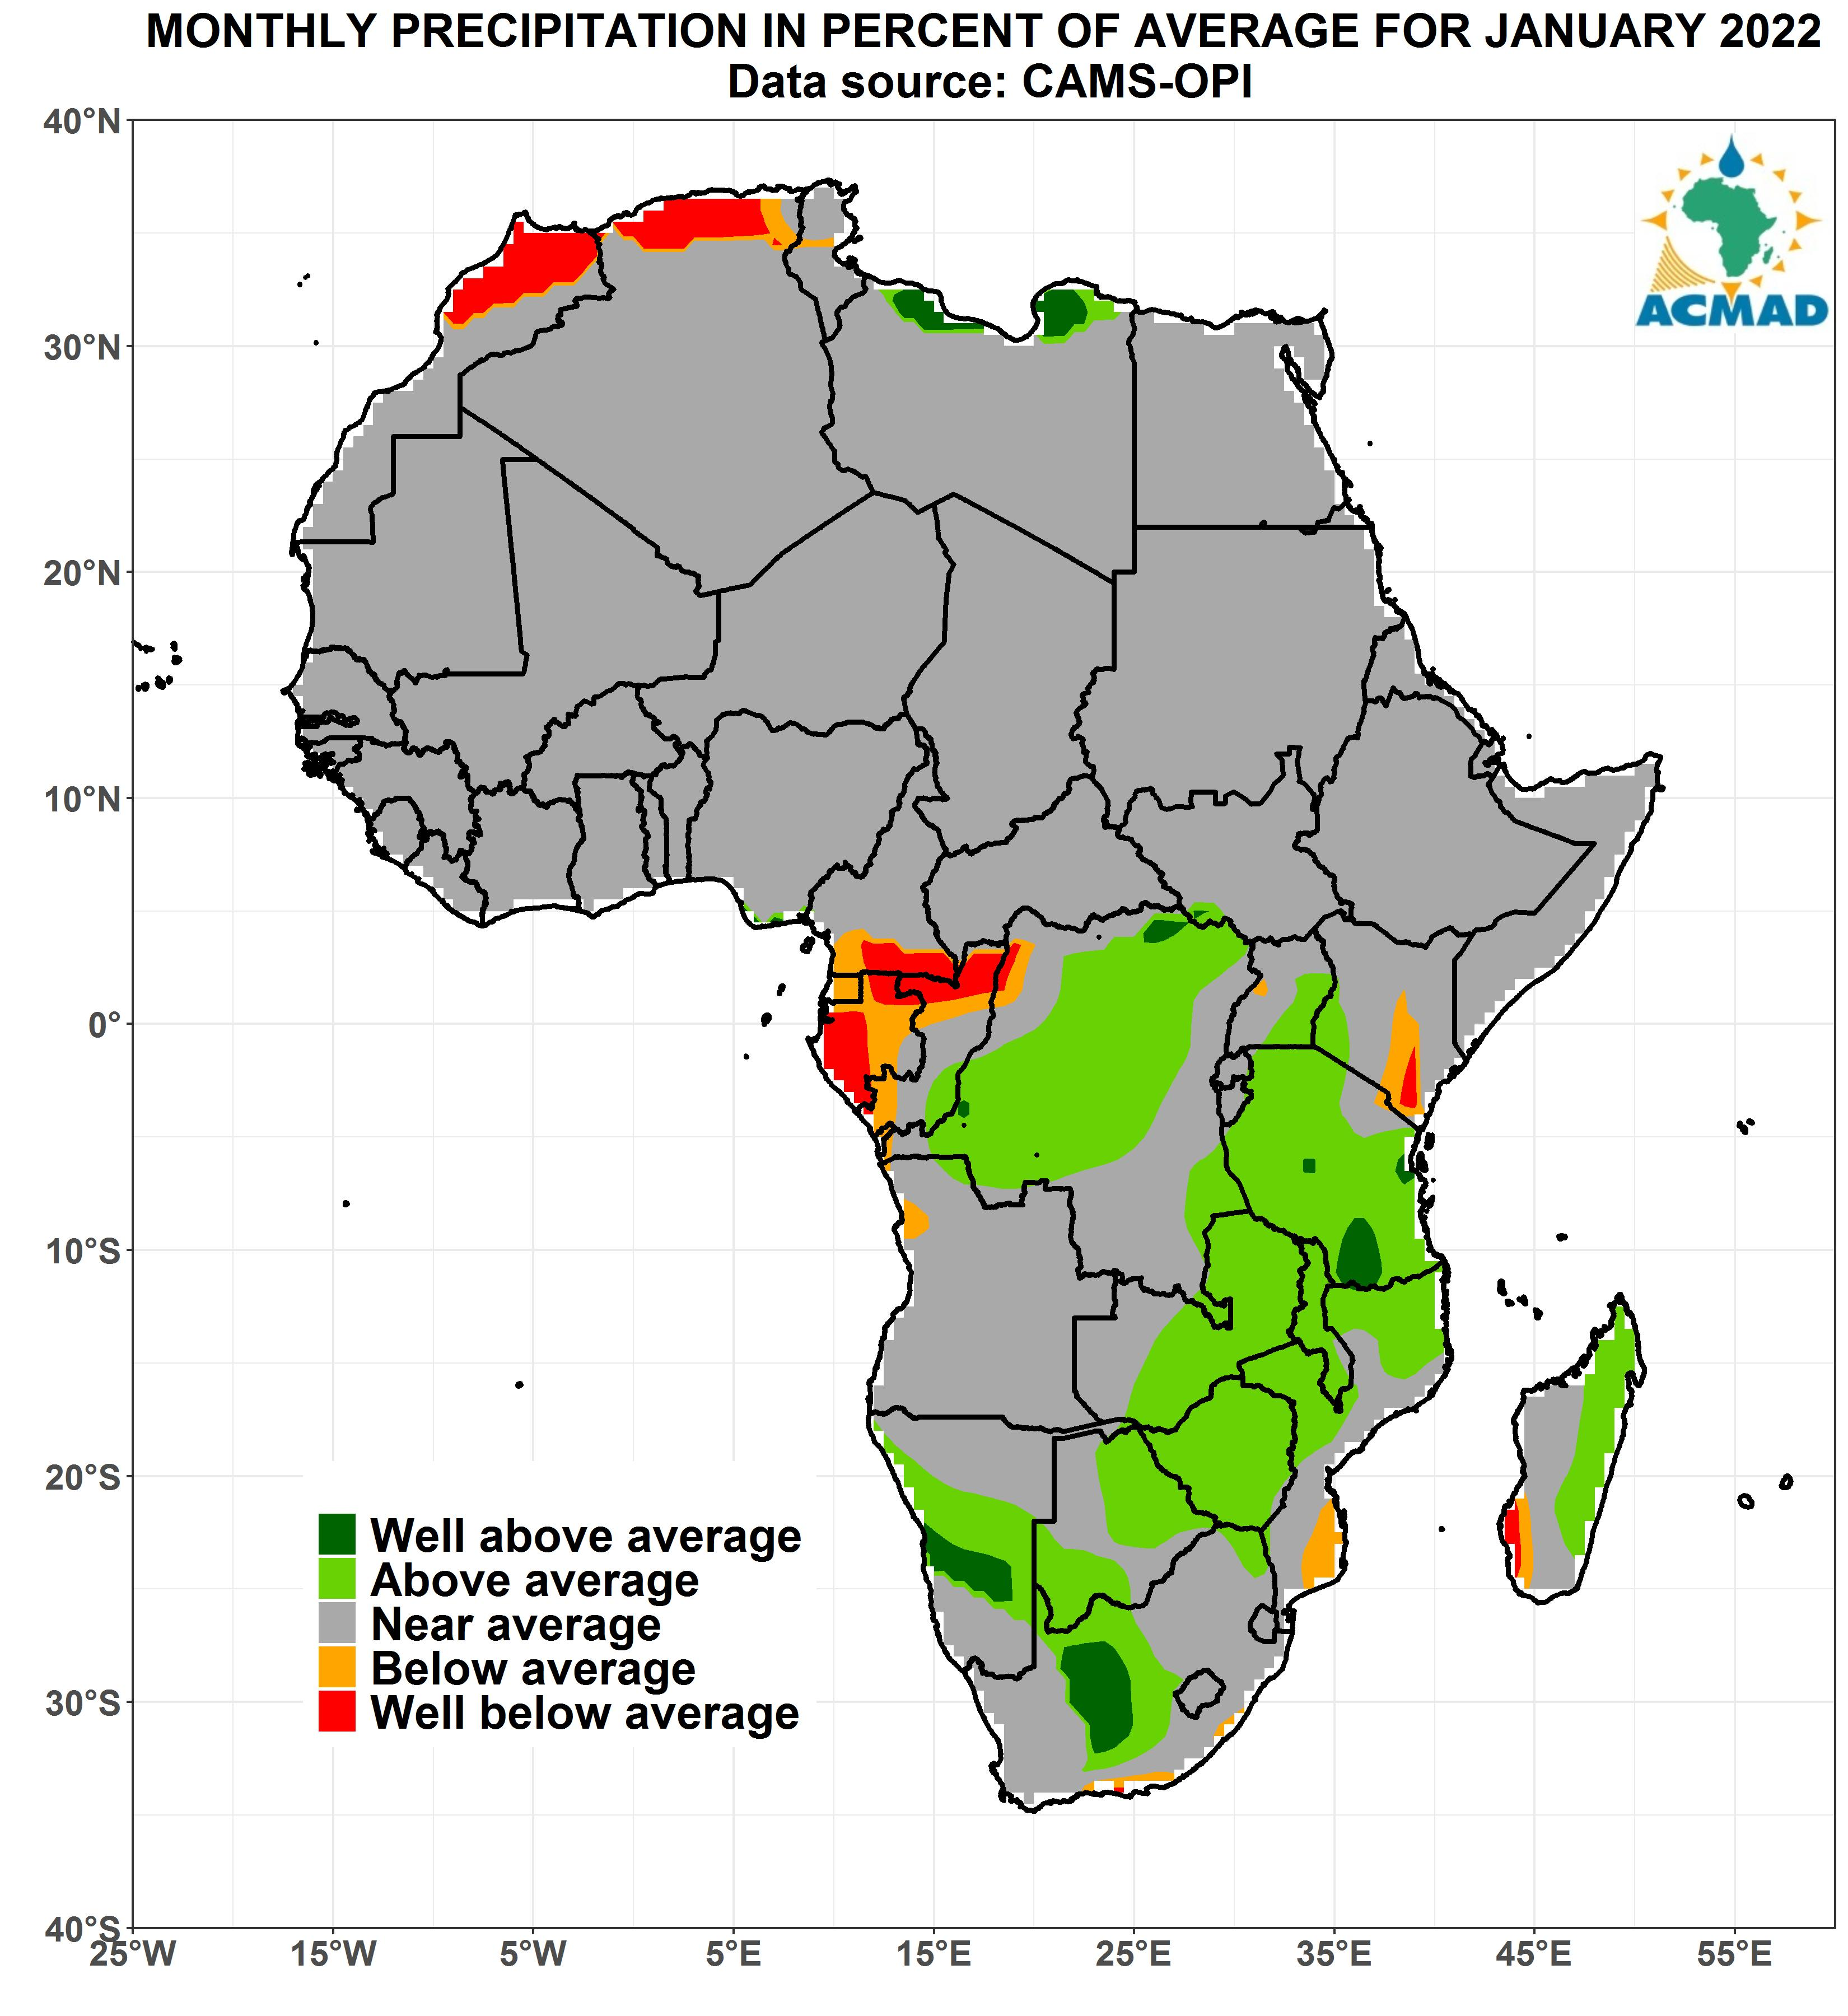 MONTHLY PRECIPITATION IN PERCENT OF AVERAGE FOR JANUARY 2022
Data source: CAMS-OPI
ACMAD
40°N
30°N
20°N
10°N
0°
10°S
20°S
30°S
40°S
Well above average
Above average
Near average
Below average
Well below average
25°W 15°W 5°W 5°E 15°E 25°E 35°E 45°E 55°E